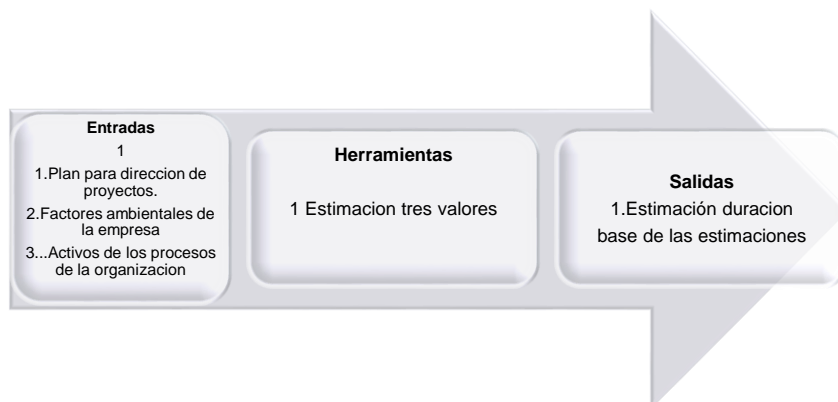 Entradas
1
1.Plan para direccion de
proyectos.
2.Factores ambientales de
la empresa
3...Activos de los procesos
de la organizacion
Herramientas
1 Estimacion tres valores
Salidas
1.Estimación duracion
base de las estimaciones